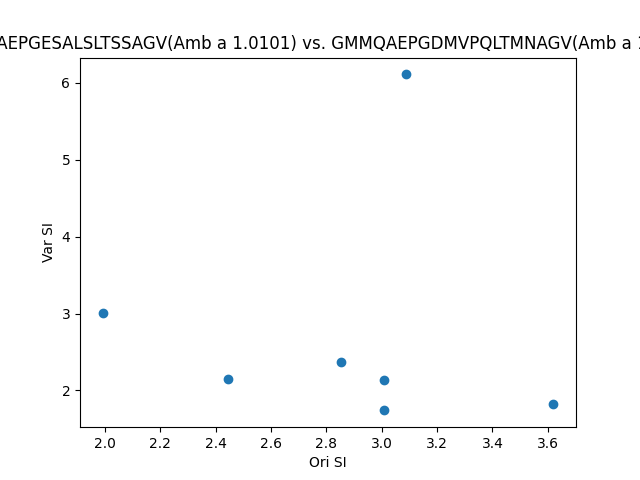 AEPGESALSLTSSAGV(Amb a 1.0101) vs. GMMQAEPGDMVPQLTMNAGV(Amb a
6
5
Var SI
4
3
2
2.0 2.2 2.4 2.6 2.8 3.0 3.2 3.4 3.6
Ori SI